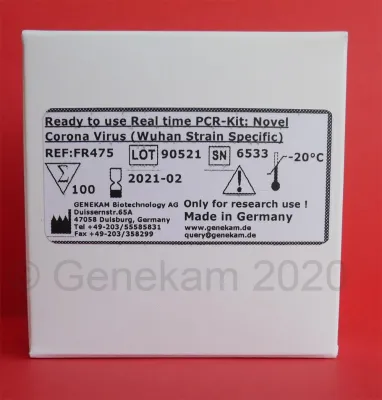 Ready to use Real time PCR-Kit: Novel
Corona Virus (Wuhan Strain Specific)
REF:FR475 LOT 90521 SN 6533 -20°C
Σ 100 2021-02
GENEKAM Biotechnology AG
Duissernstr.65A
47058 Duisburg, Germany
Tel +49-203/55585831
Fax +49-203/358299
Only for research use !
Made in Germany
www.genekam.de
query@genekam.de
© Genekam 2020